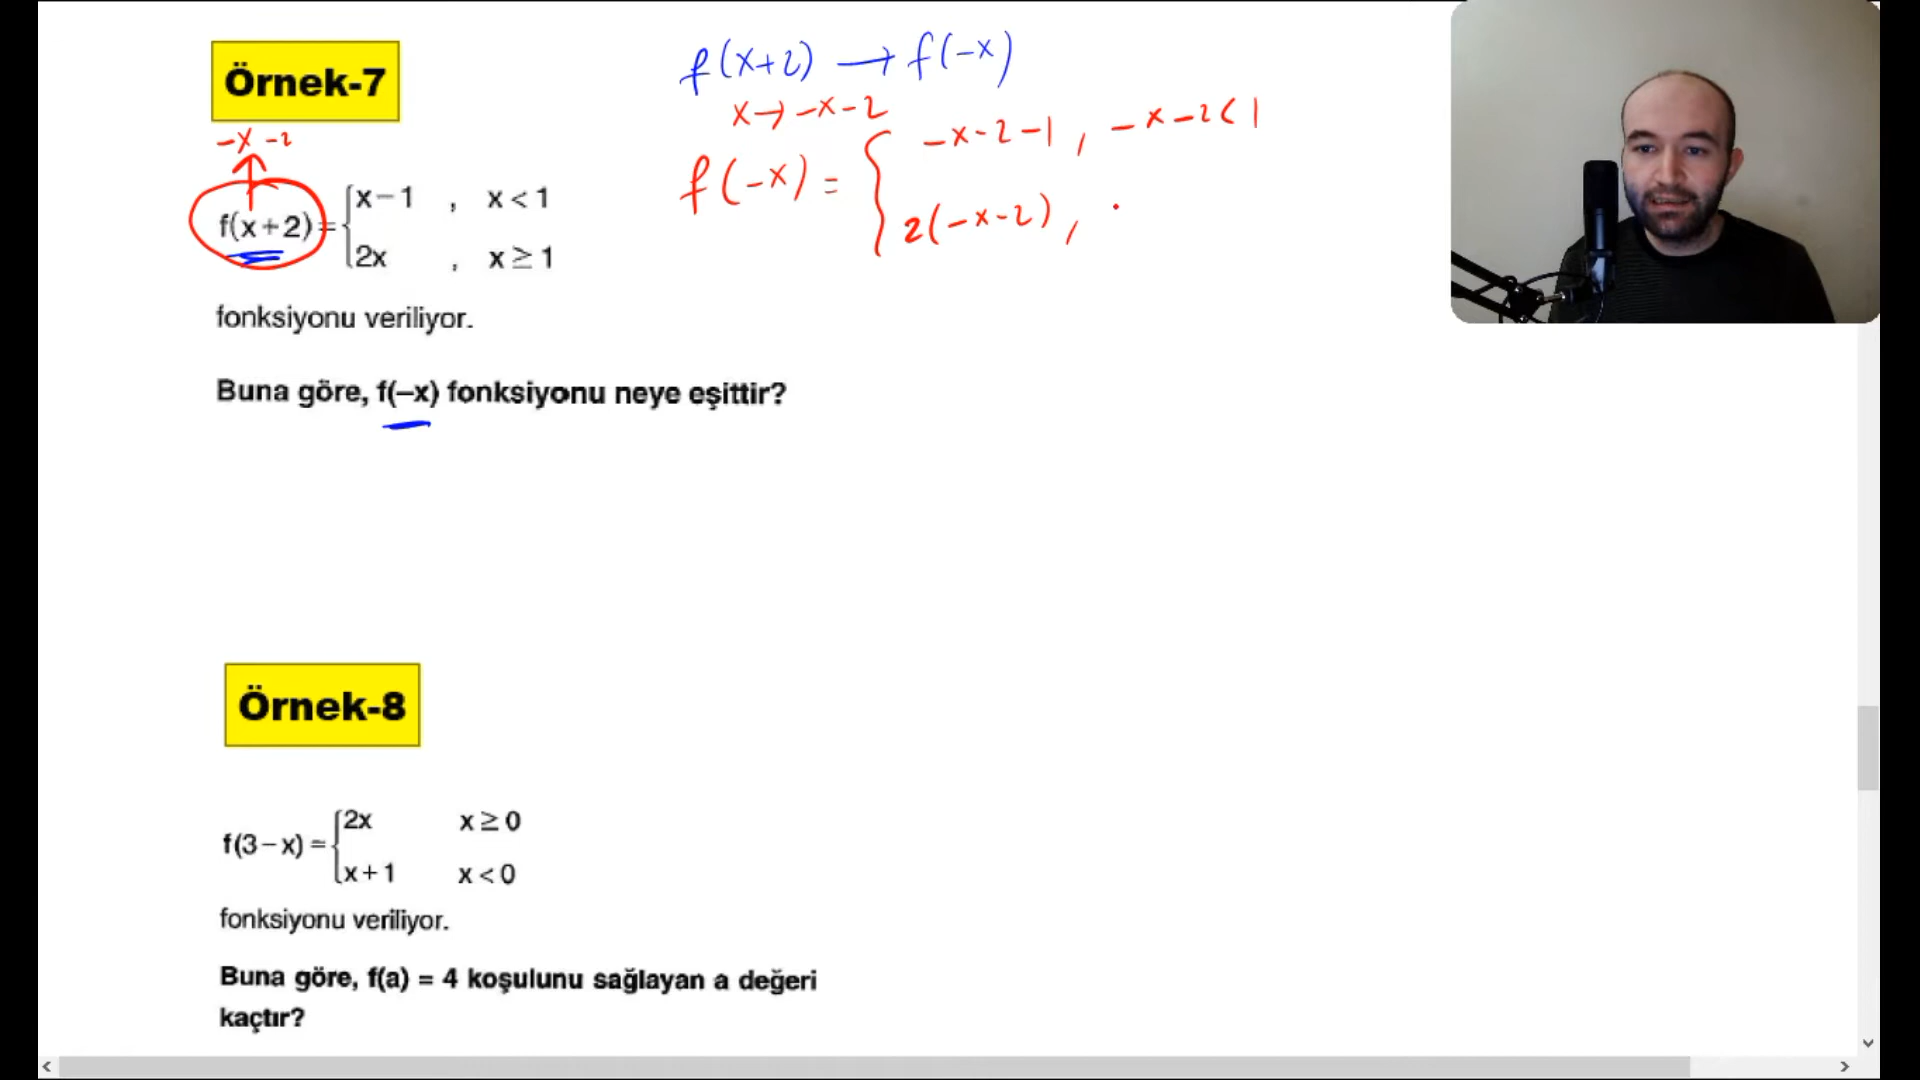 Örnek-7
f(x+2) → f(-x)
x → -x-2
-x -2
f(x+2) = { x-1 , x<1
2x , x≥1
f(-x) = { -x-2-1 , -x-2<1
2(-x-2) ,
fonksiyonu veriliyor.
Buna göre, f(–x) fonksiyonu neye eşittir?
Örnek-8
f(3-x) = { 2x x≥0
x+1 x<0
fonksiyonu veriliyor.
Buna göre, f(a) = 4 koşulunu sağlayan a değeri
kaçtır?